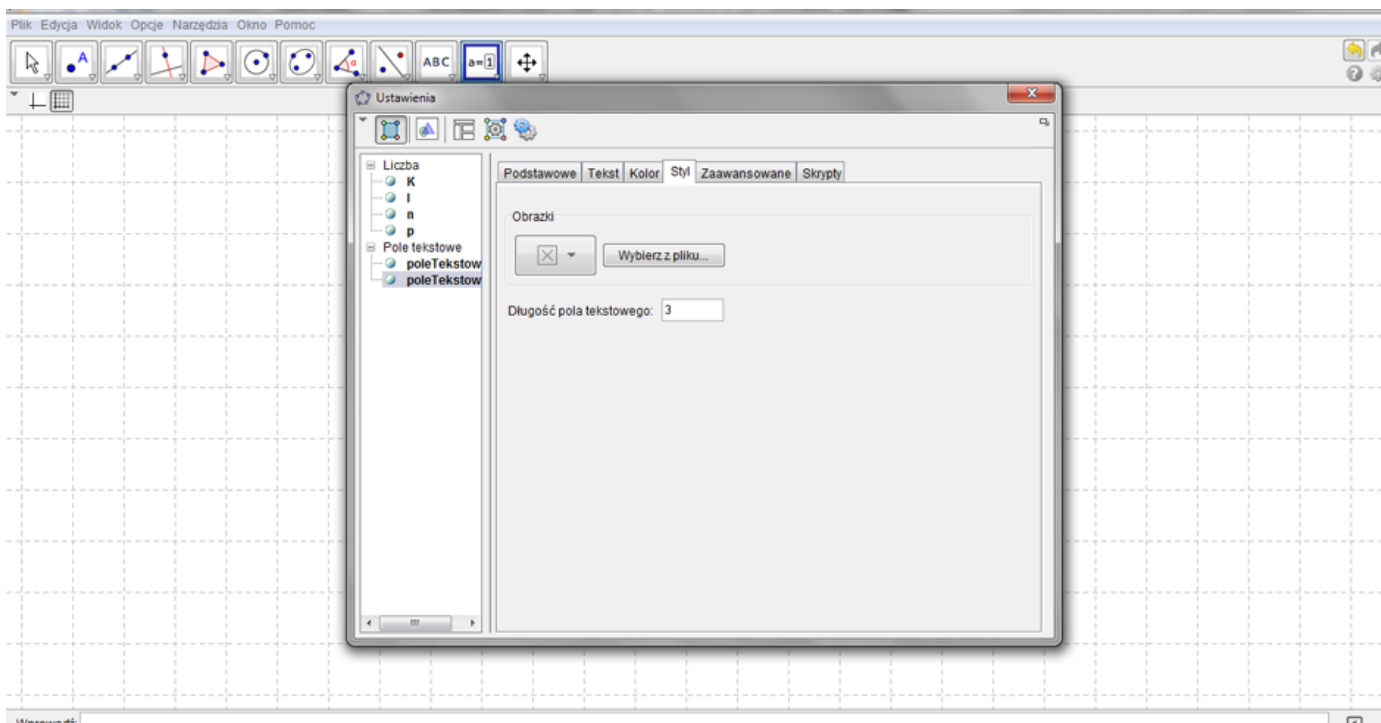 Plik Edycja Widok Opcje Narzędzia Okno Pomoc
A
α
ABC
a=1
Ustawienia
Liczba
K
l
n
p
Pole tekstowe
poleTekstow
poleTekstow
Podstawowe Tekst Kolor Styl Zaawansowane Skrypty
Obrazki
Wybierz z pliku...
Długość pola tekstowego: 3
Wprowadź: